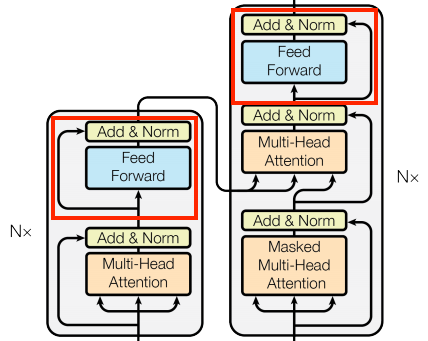 Add & Norm
Feed
Forward
Add & Norm
Multi-Head
Attention
N×
Add & Norm
Feed
Forward
Add & Norm
Multi-Head
Attention
Add & Norm
Masked
Multi-Head
Attention
N×